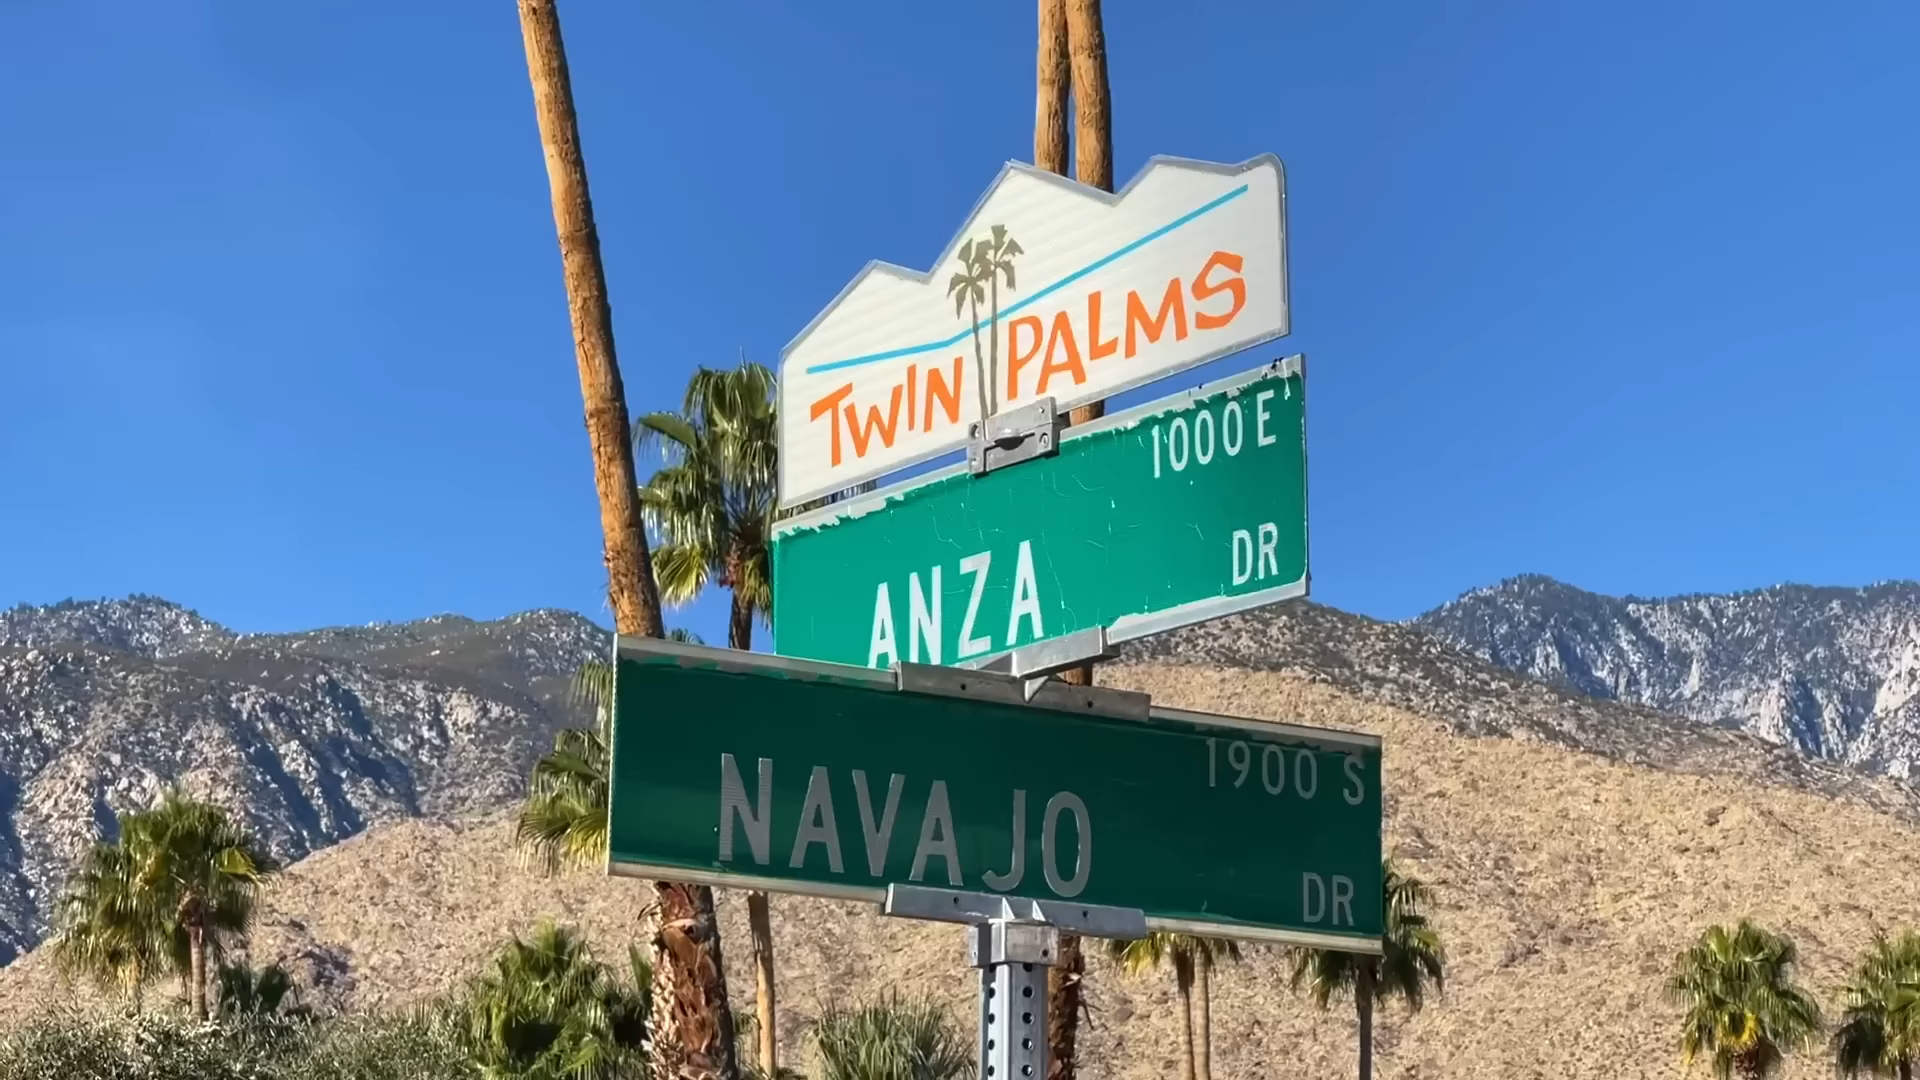 TWIN PALMS
1000 E
ANZA DR
1900 S
NAVAJO
DR